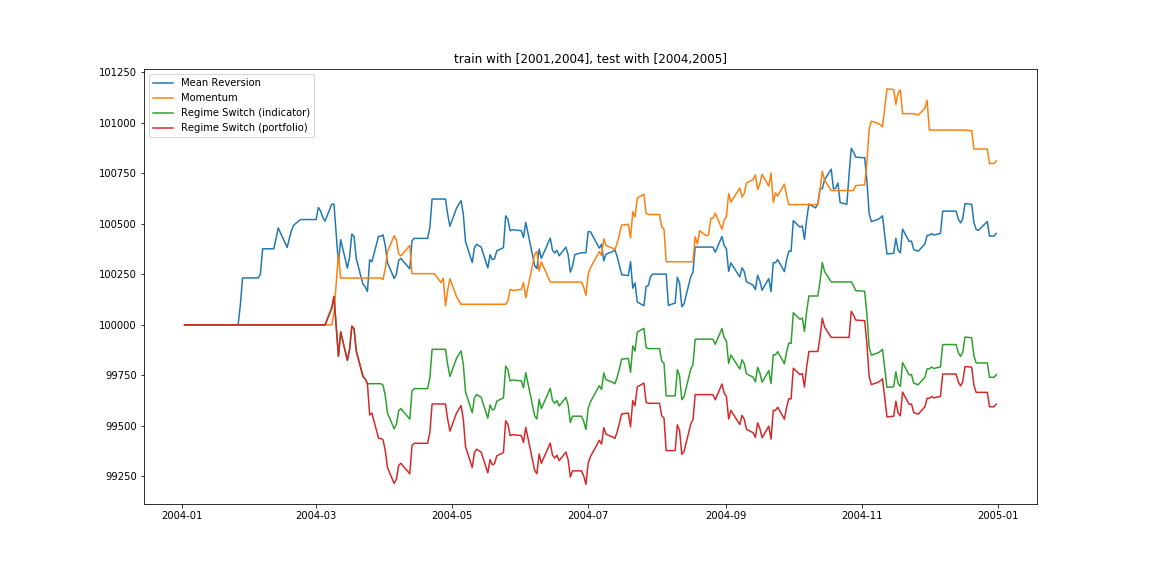 train with [2001,2004], test with [2004,2005]
Mean Reversion
Momentum
Regime Switch (indicator)
Regime Switch (portfolio)
101250
101000
100750
100500
100250
100000
99750
99500
99250
2004-01 2004-03 2004-05 2004-07 2004-09 2004-11 2005-01